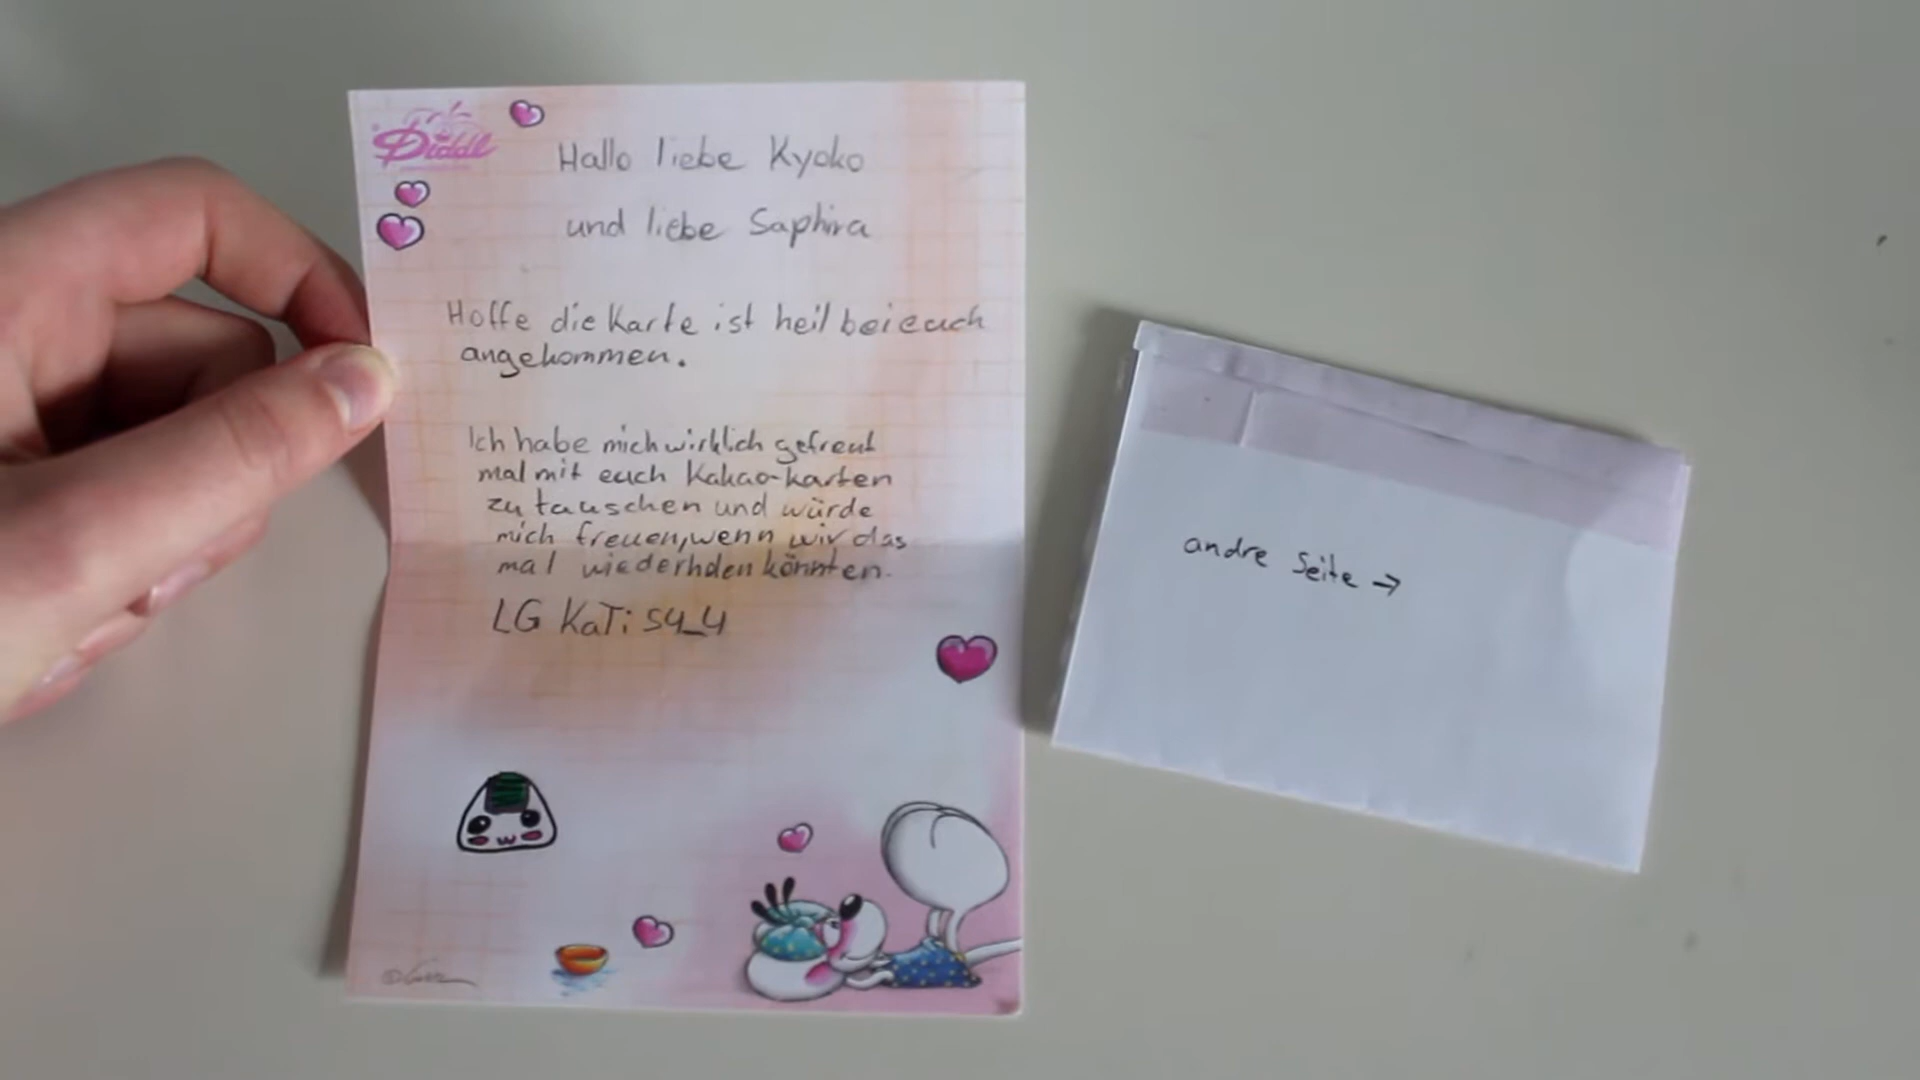 Diddl
Hallo liebe Kyoko
und liebe Saphira
Hoffe die Karte ist heil bei euch
angekommen.
Ich habe mich wirklich gefreut
mal mit euch Kakao-karten
zu tauschen und würde
mich freuen, wenn wir das
mal wiederholen könnten.
LG KaTi S4_4
andre Seite →